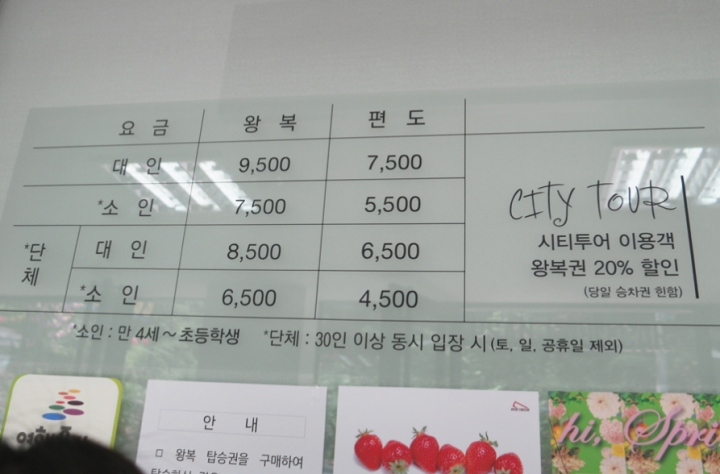 요 금 왕 복 편 도
대 인 9,500 7,500
*소 인 7,500 5,500
*단체 대 인 8,500 6,500
*소 인 6,500 4,500
CITY TOUR
시티투어 이용객
왕복권 20% 할인
(당일 승차권 한함)
*소인 : 만 4세 ~ 초등학생 *단체 : 30인 이상 동시 입장 시 (토, 일, 공휴일 제외)
안 내
□ 왕복 탑승권을 구매하여
hi, Spri